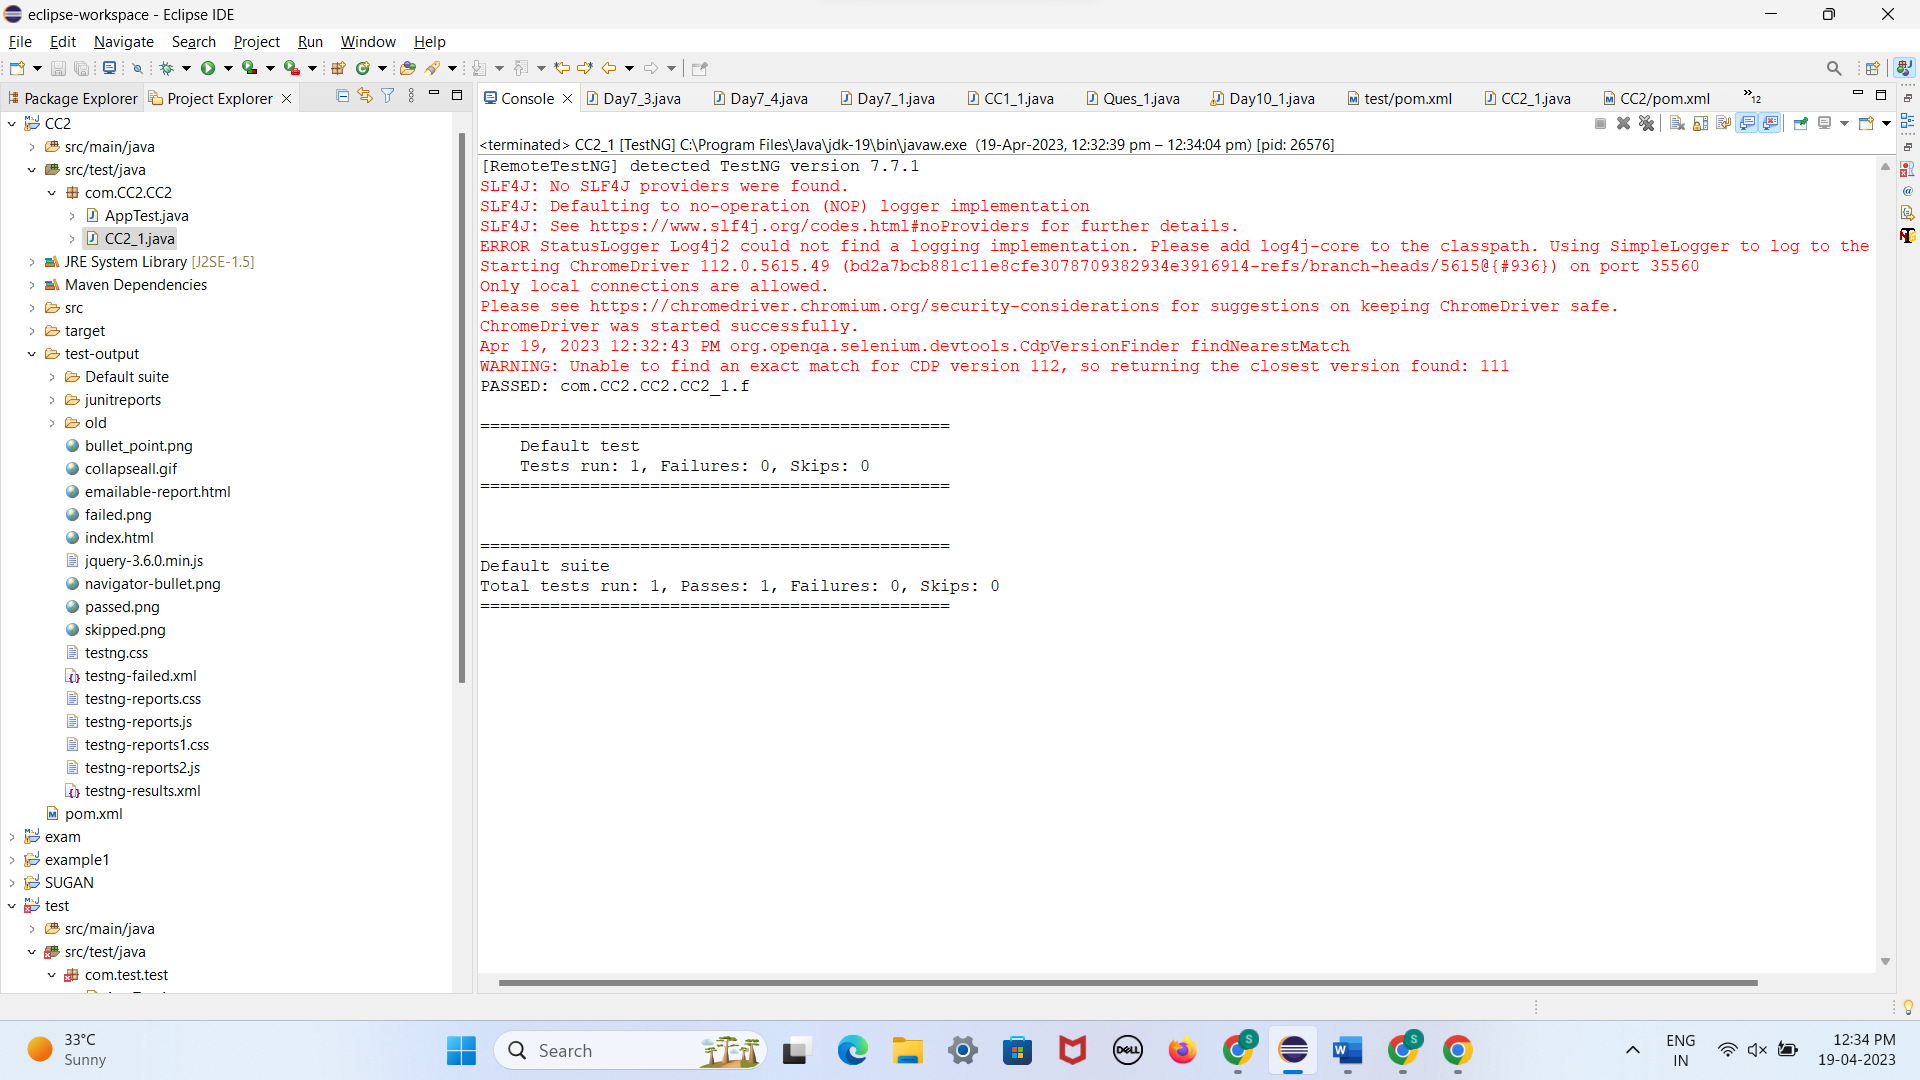 eclipse-workspace - Eclipse IDE
File Edit Navigate Search Project Run Window Help
Package Explorer Project Explorer
Console Day7_3.java Day7_4.java Day7_1.java CC1_1.java Ques_1.java Day10_1.java test/pom.xml CC2_1.java CC2/pom.xml »12
CC2
src/main/java
src/test/java
com.CC2.CC2
AppTest.java
CC2_1.java
JRE System Library [J2SE-1.5]
Maven Dependencies
src
target
test-output
Default suite
junitreports
old
bullet_point.png
collapseall.gif
emailable-report.html
failed.png
index.html
jquery-3.6.0.min.js
navigator-bullet.png
passed.png
skipped.png
testng.css
testng-failed.xml
testng-reports.css
testng-reports.js
testng-reports1.css
testng-reports2.js
testng-results.xml
pom.xml
exam
example1
SUGAN
test
src/main/java
src/test/java
com.test.test
<terminated> CC2_1 [TestNG] C:\Program Files\Java\jdk-19\bin\javaw.exe (19-Apr-2023, 12:32:39 pm – 12:34:04 pm) [pid: 26576]
[RemoteTestNG] detected TestNG version 7.7.1
SLF4J: No SLF4J providers were found.
SLF4J: Defaulting to no-operation (NOP) logger implementation
SLF4J: See https://www.slf4j.org/codes.html#noProviders for further details.
ERROR StatusLogger Log4j2 could not find a logging implementation. Please add log4j-core to the classpath. Using SimpleLogger to log to the
Starting ChromeDriver 112.0.5615.49 (bd2a7bcb881c11e8cfe3078709382934e3916914-refs/branch-heads/5615@{#936}) on port 35560
Only local connections are allowed.
Please see https://chromedriver.chromium.org/security-considerations for suggestions on keeping ChromeDriver safe.
ChromeDriver was started successfully.
Apr 19, 2023 12:32:43 PM org.openqa.selenium.devtools.CdpVersionFinder findNearestMatch
WARNING: Unable to find an exact match for CDP version 112, so returning the closest version found: 111
PASSED: com.CC2.CC2.CC2_1.f
===============================================
Default test
Tests run: 1, Failures: 0, Skips: 0
===============================================
===============================================
Default suite
Total tests run: 1, Passes: 1, Failures: 0, Skips: 0
===============================================
33°C
Sunny
Search
DELL
S
W
S
ENG
IN
12:34 PM
19-04-2023